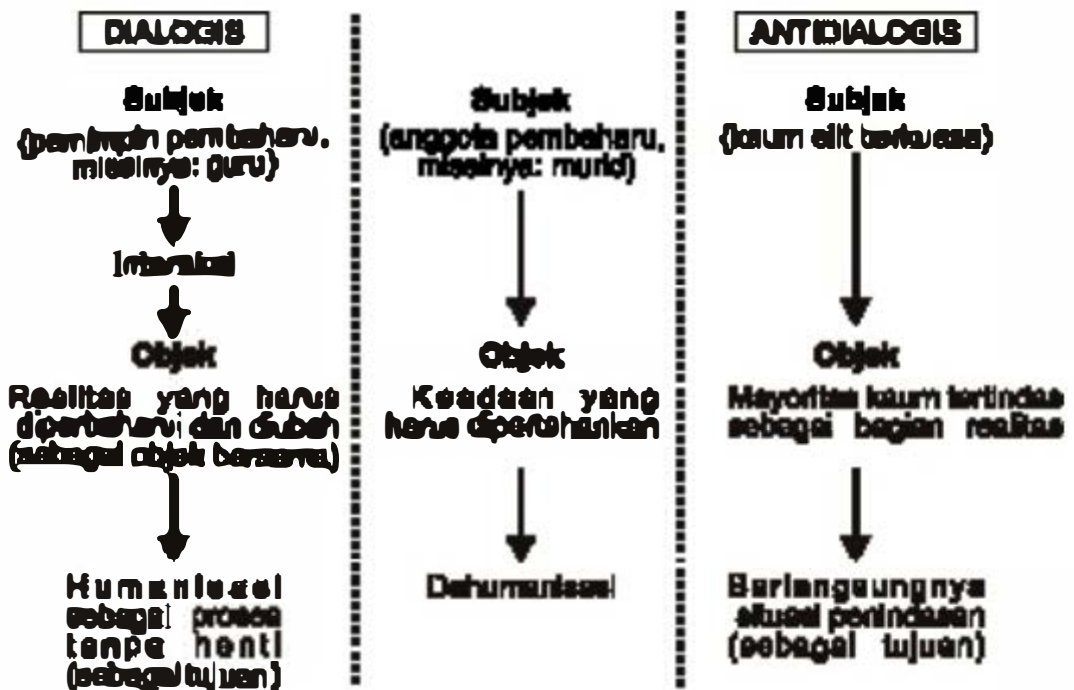 DIALOGIS
Subjek
(pemimpin pembaharu,
misalnya: guru)
Interaksi
Objek
Realitas yang harus
diperbaharui dan diubah
(sebagai objek bersama)
Humanisasi
sebagai proses
tanpa henti
(sebagai tujuan)
Subjek
(anggota pembaharu,
misalnya: murid)
Objek
Keadaan yang
harus dipertahankan
Dehumanisasi
ANTIDIALOGIS
Subjek
(kaum elit berkuasa)
Objek
Mayoritas kaum tertindas
sebagai bagian realitas
Berlangsungnya
situasi penindasan
(sebagai tujuan)